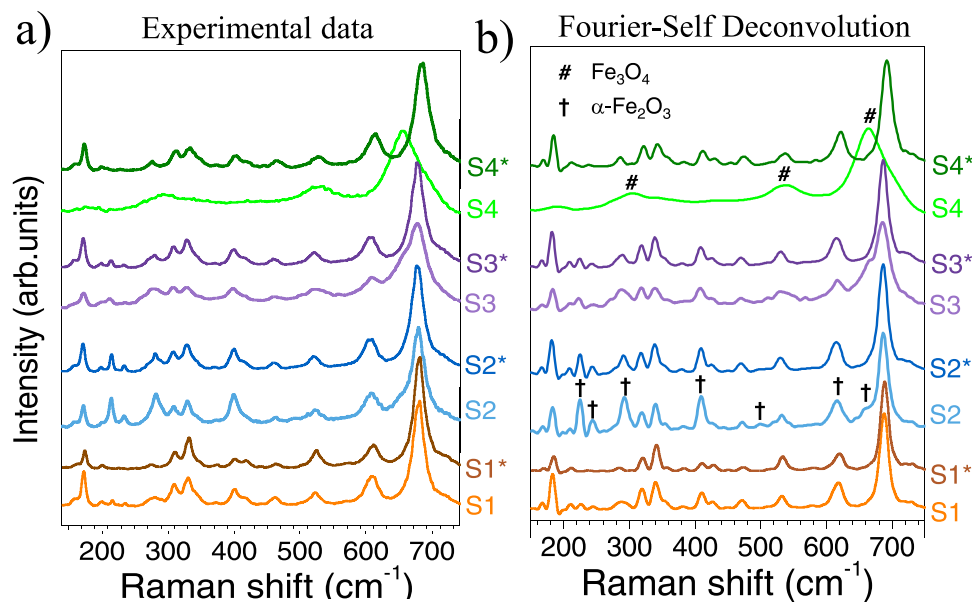 a)
Experimental data
Intensity (arb.units)
S4*
S4
S3*
S3
S2*
S2
S1*
S1
200 300 400 500 600 700
Raman shift (cm⁻¹)
b)
Fourier-Self Deconvolution
# Fe₃O₄
† α-Fe₂O₃
#
#
#
S4*
S4
S3*
S3
S2*
† † † † † † †
S2
S1*
S1
200 300 400 500 600 700
Raman shift (cm⁻¹)